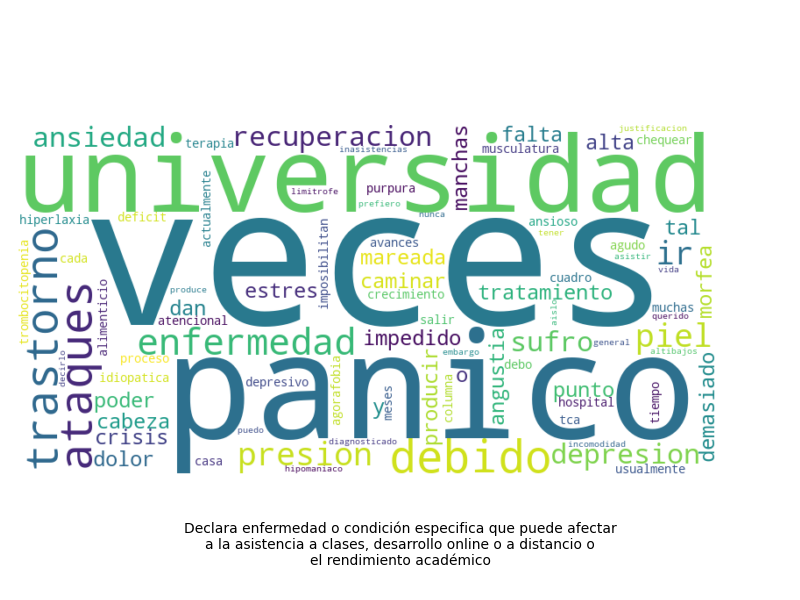 justificacion
ansiedad terapia recuperacion inasistencias falta musculatura alta chequear
universidad
limitrofe purpura prefiero manchas
hiperlaxia deficit actualmente nunca ansioso tener tal
veces
trombocitopenia cada trastorno ataques alimenticio imposibilitan avances mareada agudo asistir ir vida morfea
produce estres caminar crecimiento cuadro tratamiento aislo muchas querido
dan atencional salir
enfermedad impedido embargo angustia sufro general piel altibajos
decirlo proceso idiopatica depresivo agorafobia o producir columna debo punto tca hospital tiempo demasiado
panico
poder cabeza y meses
crisis puedo diagnosticado incomodidad
dolor casa presion hipomaniaco debido depresion usualmente
Declara enfermedad o condición especifica que puede afectar
a la asistencia a clases, desarrollo online o a distancio o
el rendimiento académico